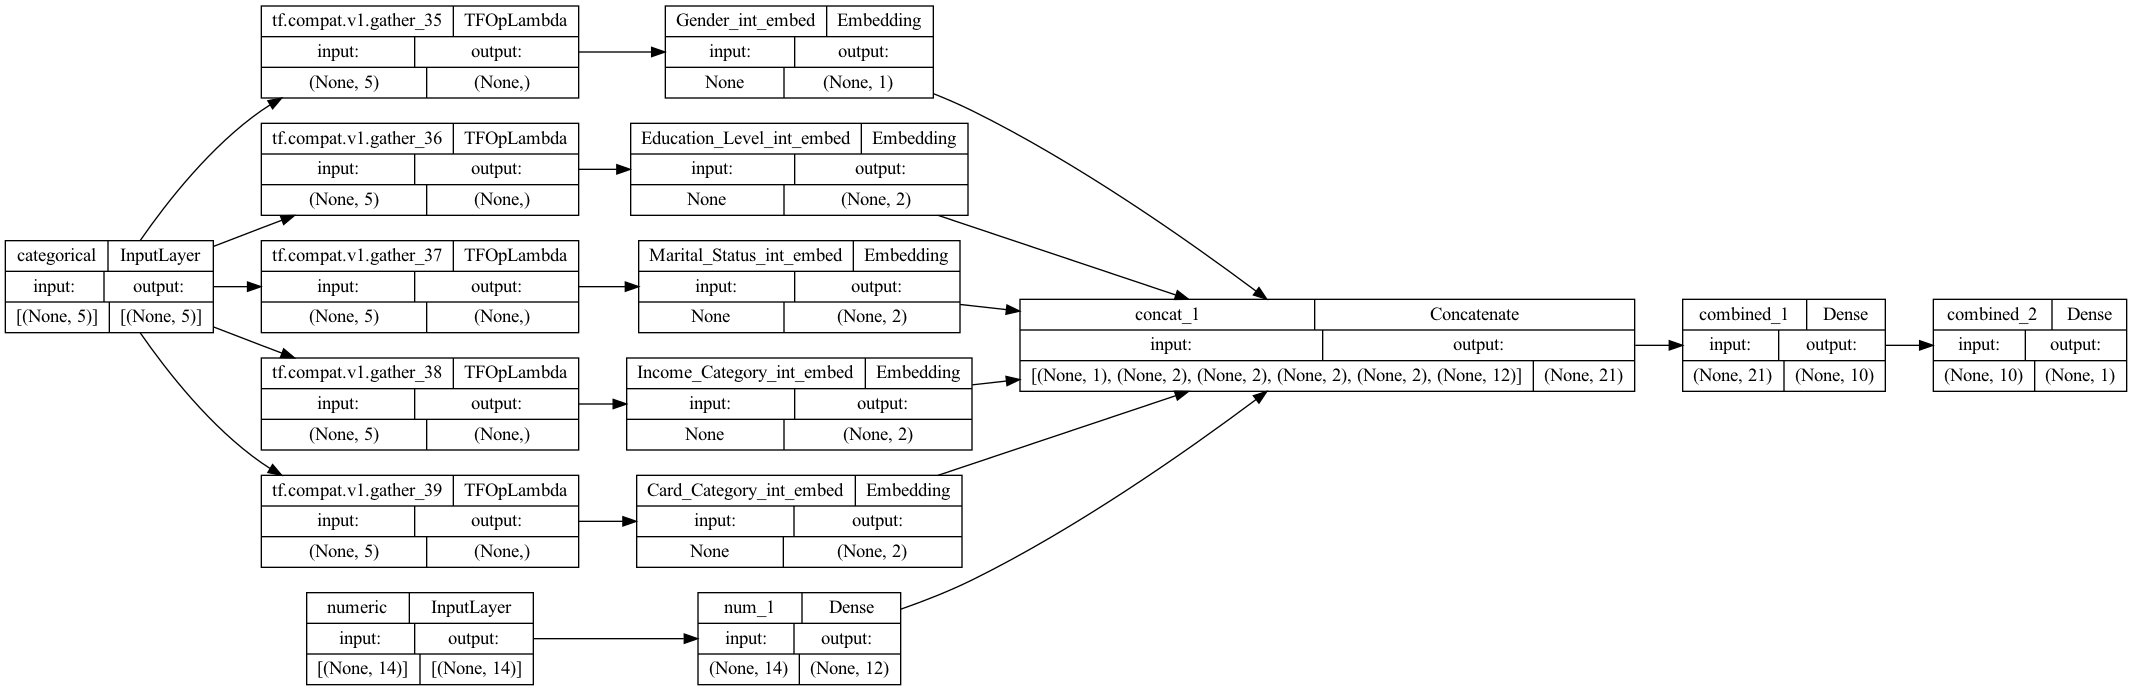 tf.compat.v1.gather_35 TFOpLambda
input: output:
(None, 5) (None,)
Gender_int_embed Embedding
input: output:
None (None, 1)
tf.compat.v1.gather_36 TFOpLambda
input: output:
(None, 5) (None,)
Education_Level_int_embed Embedding
input: output:
None (None, 2)
categorical InputLayer
input: output:
[(None, 5)] [(None, 5)]
tf.compat.v1.gather_37 TFOpLambda
input: output:
(None, 5) (None,)
Marital_Status_int_embed Embedding
input: output:
None (None, 2)
concat_1 Concatenate
input: output:
[(None, 1), (None, 2), (None, 2), (None, 2), (None, 2), (None, 12)] (None, 21)
combined_1 Dense
input: output:
(None, 21) (None, 10)
combined_2 Dense
input: output:
(None, 10) (None, 1)
tf.compat.v1.gather_38 TFOpLambda
input: output:
(None, 5) (None,)
Income_Category_int_embed Embedding
input: output:
None (None, 2)
tf.compat.v1.gather_39 TFOpLambda
input: output:
(None, 5) (None,)
Card_Category_int_embed Embedding
input: output:
None (None, 2)
numeric InputLayer
input: output:
[(None, 14)] [(None, 14)]
num_1 Dense
input: output:
(None, 14) (None, 12)